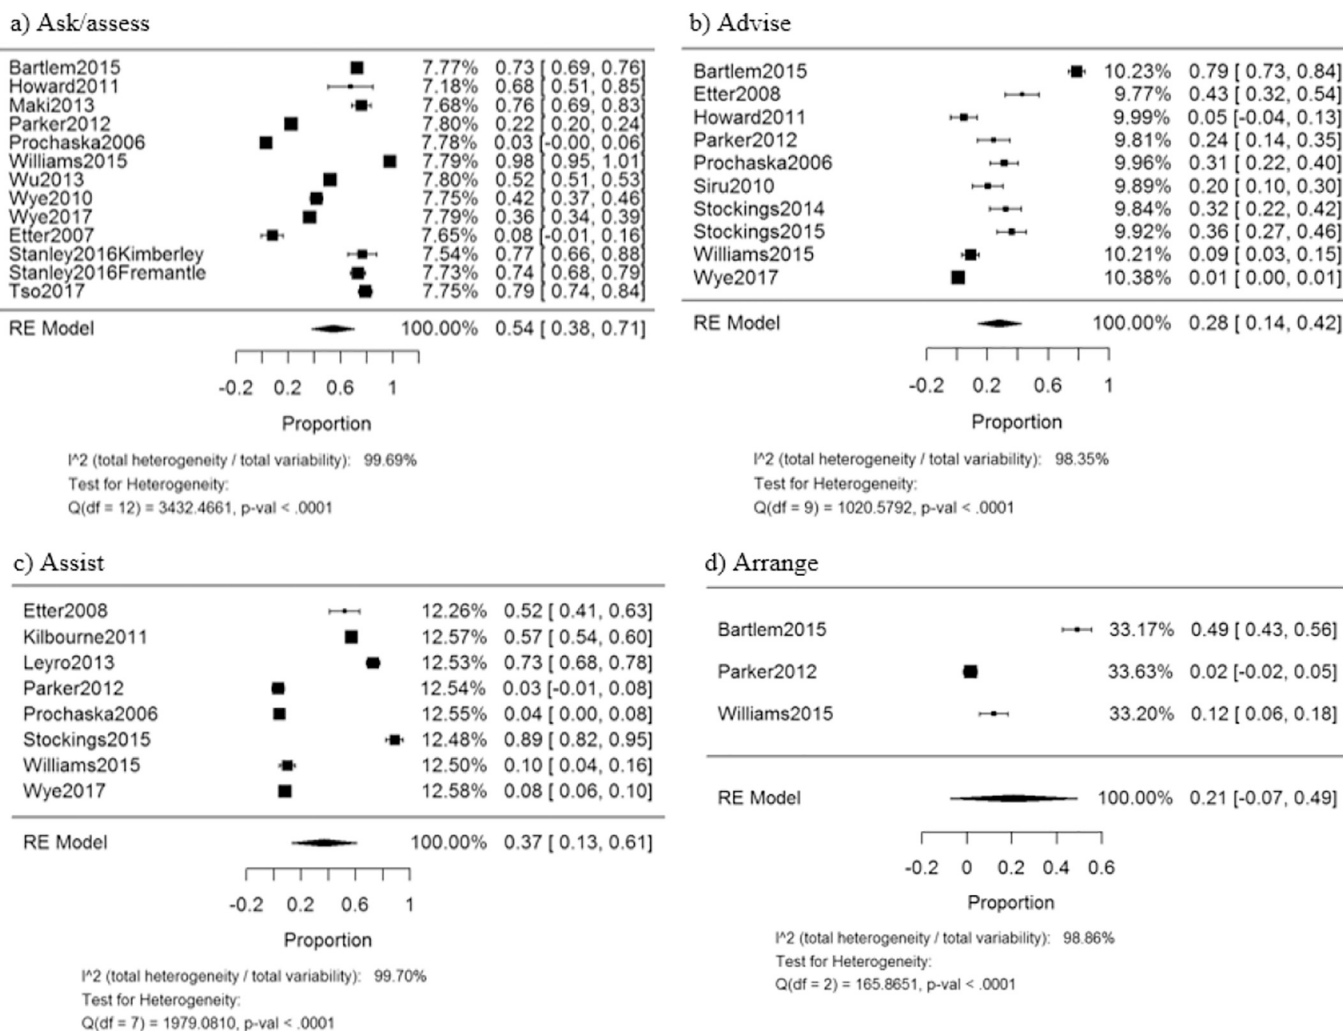 a) Ask/assess
Bartlem2015 7.77% 0.73 [ 0.69, 0.76]
Howard2011 7.18% 0.68 [ 0.51, 0.85]
Maki2013 7.68% 0.76 [ 0.69, 0.83]
Parker2012 7.80% 0.22 [ 0.20, 0.24]
Prochaska2006 7.78% 0.03 [-0.00, 0.06]
Williams2015 7.79% 0.98 [ 0.95, 1.01]
Wu2013 7.80% 0.52 [ 0.51, 0.53]
Wye2010 7.75% 0.42 [ 0.37, 0.46]
Wye2017 7.79% 0.36 [ 0.34, 0.39]
Etter2007 7.65% 0.08 [-0.01, 0.16]
Stanley2016Kimberley 7.54% 0.77 [ 0.66, 0.88]
Stanley2016Fremantle 7.73% 0.74 [ 0.68, 0.79]
Tso2017 7.75% 0.79 [ 0.74, 0.84]
RE Model 100.00% 0.54 [ 0.38, 0.71]
-0.2 0.2 0.6 1
Proportion
I^2 (total heterogeneity / total variability): 99.69%
Test for Heterogeneity:
Q(df = 12) = 3432.4661, p-val < .0001
b) Advise
Bartlem2015 10.23% 0.79 [ 0.73, 0.84]
Etter2008 9.77% 0.43 [ 0.32, 0.54]
Howard2011 9.99% 0.05 [-0.04, 0.13]
Parker2012 9.81% 0.24 [ 0.14, 0.35]
Prochaska2006 9.96% 0.31 [ 0.22, 0.40]
Siru2010 9.89% 0.20 [ 0.10, 0.30]
Stockings2014 9.84% 0.32 [ 0.22, 0.42]
Stockings2015 9.92% 0.36 [ 0.27, 0.46]
Williams2015 10.21% 0.09 [ 0.03, 0.15]
Wye2017 10.38% 0.01 [ 0.00, 0.01]
RE Model 100.00% 0.28 [ 0.14, 0.42]
-0.2 0.2 0.6 1
Proportion
I^2 (total heterogeneity / total variability): 98.35%
Test for Heterogeneity:
Q(df = 9) = 1020.5792, p-val < .0001
c) Assist
Etter2008 12.26% 0.52 [ 0.41, 0.63]
Kilbourne2011 12.57% 0.57 [ 0.54, 0.60]
Leyro2013 12.53% 0.73 [ 0.68, 0.78]
Parker2012 12.54% 0.03 [-0.01, 0.08]
Prochaska2006 12.55% 0.04 [ 0.00, 0.08]
Stockings2015 12.48% 0.89 [ 0.82, 0.95]
Williams2015 12.50% 0.10 [ 0.04, 0.16]
Wye2017 12.58% 0.08 [ 0.06, 0.10]
RE Model 100.00% 0.37 [ 0.13, 0.61]
-0.2 0.2 0.6 1
Proportion
I^2 (total heterogeneity / total variability): 99.70%
Test for Heterogeneity:
Q(df = 7) = 1979.0810, p-val < .0001
d) Arrange
Bartlem2015 33.17% 0.49 [ 0.43, 0.56]
Parker2012 33.63% 0.02 [-0.02, 0.05]
Williams2015 33.20% 0.12 [ 0.06, 0.18]
RE Model 100.00% 0.21 [-0.07, 0.49]
-0.2 0 0.2 0.4 0.6
Proportion
I^2 (total heterogeneity / total variability): 98.86%
Test for Heterogeneity:
Q(df = 2) = 165.8651, p-val < .0001